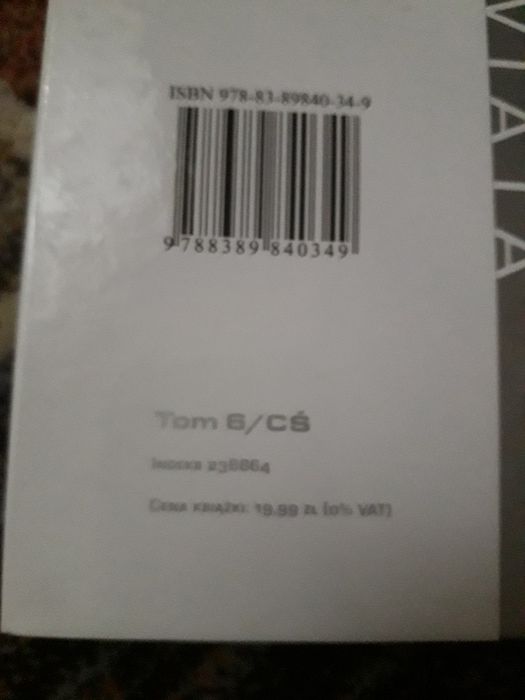 ISBN 978-83-89840-34-9
9 788389 840349
Tom 6/CŚ
Indeks 238864
Cena książki: 19,99 zł (0% VAT)